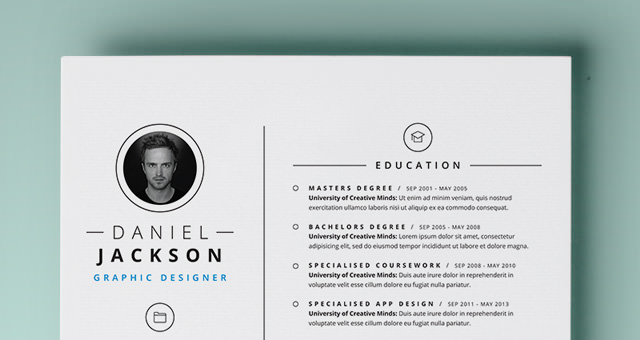 DANIEL
JACKSON
GRAPHIC DESIGNER
EDUCATION
MASTERS DEGREE / SEP 2001 - MAY 2005
University of Creative Minds: Ut enim ad minim veniam, quis nostrud
exercitation ullamco laboris nisi ut aliquip ex ea commodo consequat.
BACHELORS DEGREE / SEP 2005 - MAY 2008
University of Creative Minds: Lorem ipsum dolor sit amet, consectetur
adipisicing elit, sed do eiusmod tempor incididunt ut labore et dolore magna.
SPECIALISED COURSEWORK / SEP 2008 - MAY 2010
University of Creative Minds: Duis aute irure dolor in reprehenderit in
voluptate velit esse cillum dolore eu fugiat nulla pariatur.
SPECIALISED APP DESIGN / SEP 2011 - MAY 2013
University of Creative Minds: Duis aute irure dolor in reprehenderit in
voluptate velit esse cillum dolore eu fugiat nulla pariatur.